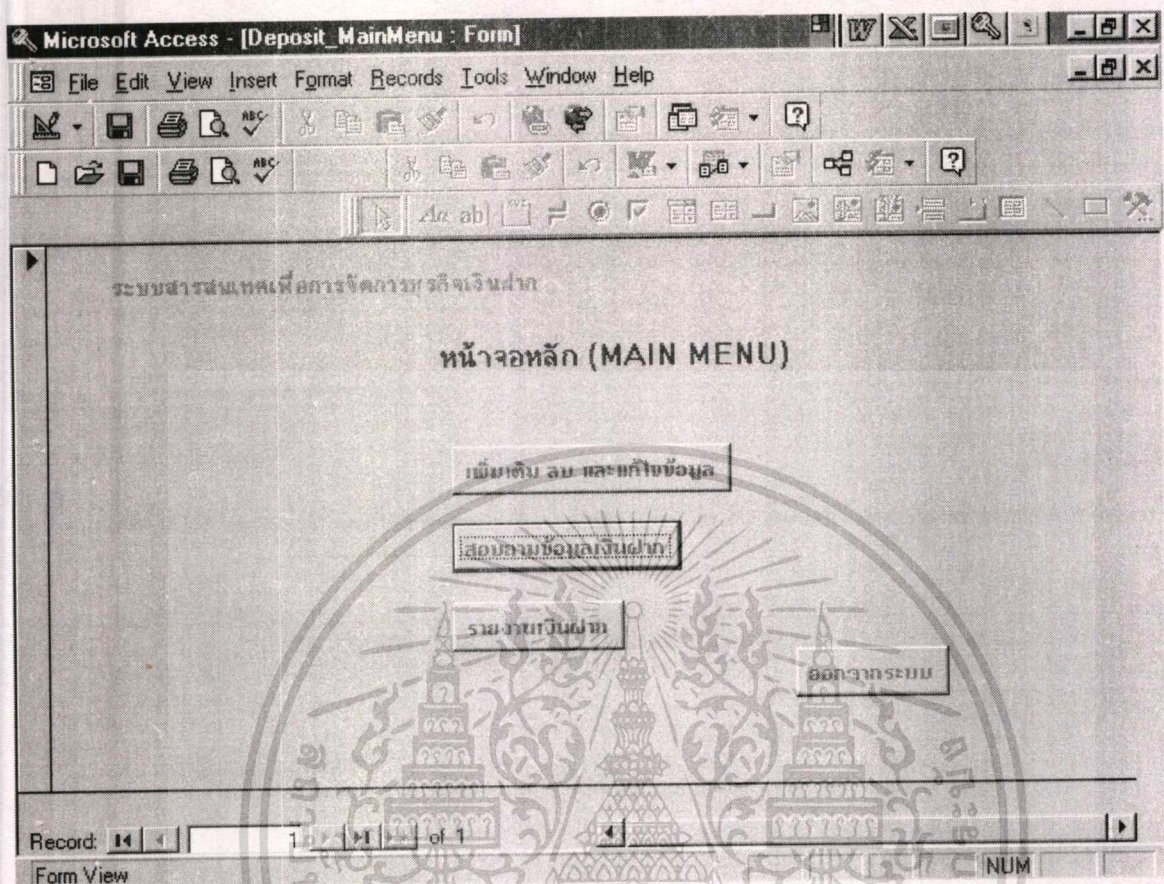 Microsoft Access - [Deposit_MainMenu : Form]
File Edit View Insert Format Records Tools Window Help
ระบบสารสนเทศเพื่อการจัดการธุรกิจเงินฝาก
หน้าจอหลัก (MAIN MENU)
เพิ่มเติม ลบ และแก้ไขข้อมูล
สอบถามข้อมูลเงินฝาก
รายงานเงินฝาก
ออกจากระบบ
Record: 1 of 1
Form View NUM